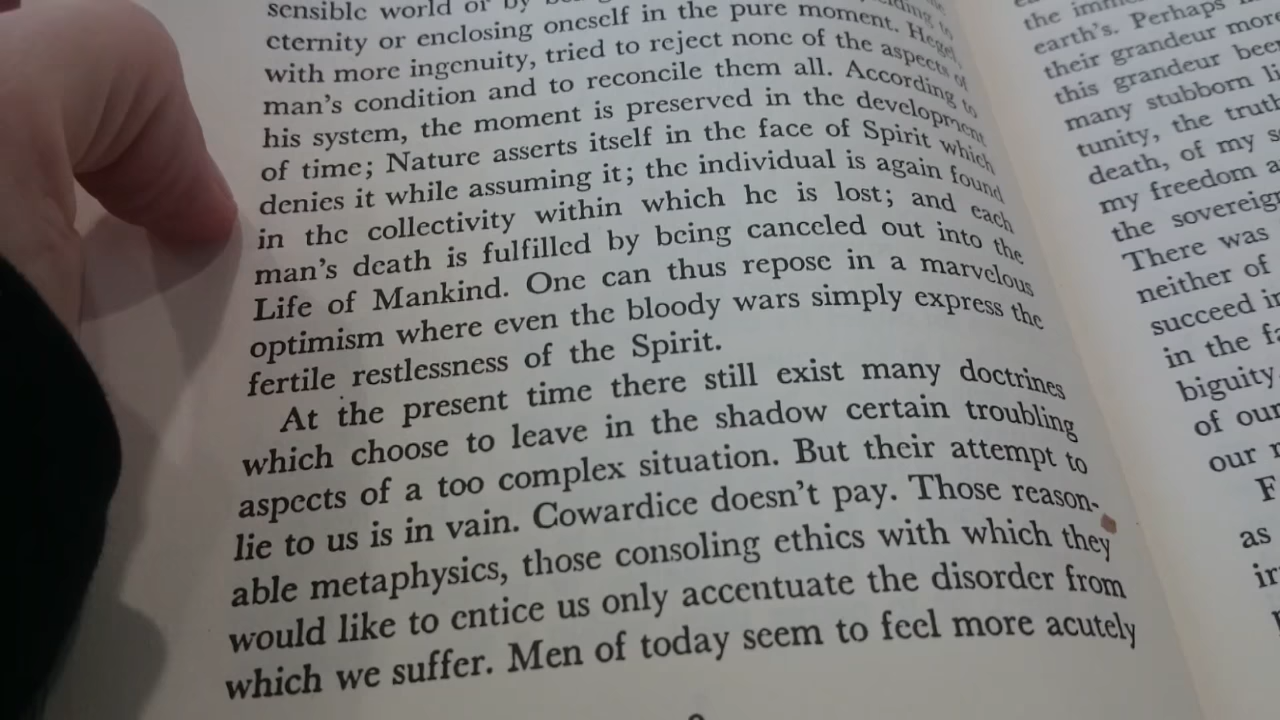 sensible world or by
eternity or enclosing oneself in the pure moment. Hegel,
with more ingenuity, tried to reject none of the aspects of
man's condition and to reconcile them all. According to
his system, the moment is preserved in the development
of time; Nature asserts itself in the face of Spirit which
denies it while assuming it; the individual is again found
in the collectivity within which he is lost; and each
man's death is fulfilled by being canceled out into the
Life of Mankind. One can thus repose in a marvelous
optimism where even the bloody wars simply express the
fertile restlessness of the Spirit.
At the present time there still exist many doctrines
which choose to leave in the shadow certain troubling
aspects of a too complex situation. But their attempt to
lie to us is in vain. Cowardice doesn't pay. Those reason-
able metaphysics, those consoling ethics with which they
would like to entice us only accentuate the disorder from
which we suffer. Men of today seem to feel more acutely
earth's. Perhaps
their grandeur more
this grandeur been
many stubborn
the truth
death, of my
my freedom
the
There was
neither of
succeed
in the
of our
our
as